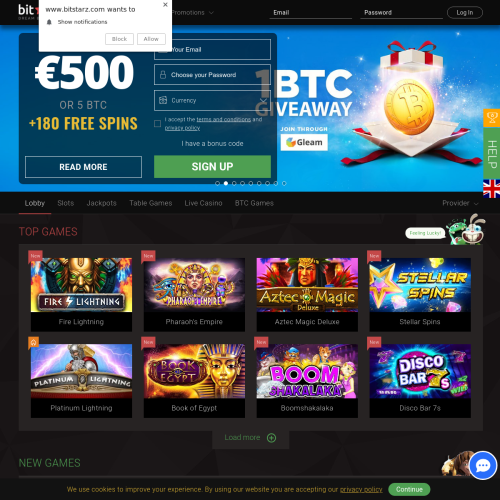 www.bitstarz.com wants to
Show notifications
Block
Allow
bit
Promotions
Email
Password
Log In
€500
OR 5 BTC
+180 FREE SPINS
READ MORE
Your Email
Choose your Password
Currency
I accept the terms and conditions and
privacy policy
I have a bonus code
SIGN UP
1BTC
GIVEAWAY
JOIN THROUGH
Gleam
HELP
Lobby
Slots
Jackpots
Table Games
Live Casino
BTC Games
Provider
TOP GAMES
Feeling Lucky!
New
FIRE LIGHTNING
Fire Lightning
New
PHARAOH'S EMPIRE
Pharaoh's Empire
Aztec Magic
Deluxe
Aztec Magic Deluxe
New
STELLAR
SPINS
Stellar Spins
PLATINUM LIGHTNING
Platinum Lightning
New
BOOK OF
EGYPT
Book of Egypt
New
BOOM
SHAKALAKA
Boomshakalaka
New
DISCO
BAR 7s
Disco Bar 7s
Load more
NEW GAMES
We use cookies to improve your experience. By using our website you are accepting our privacy policy
Continue